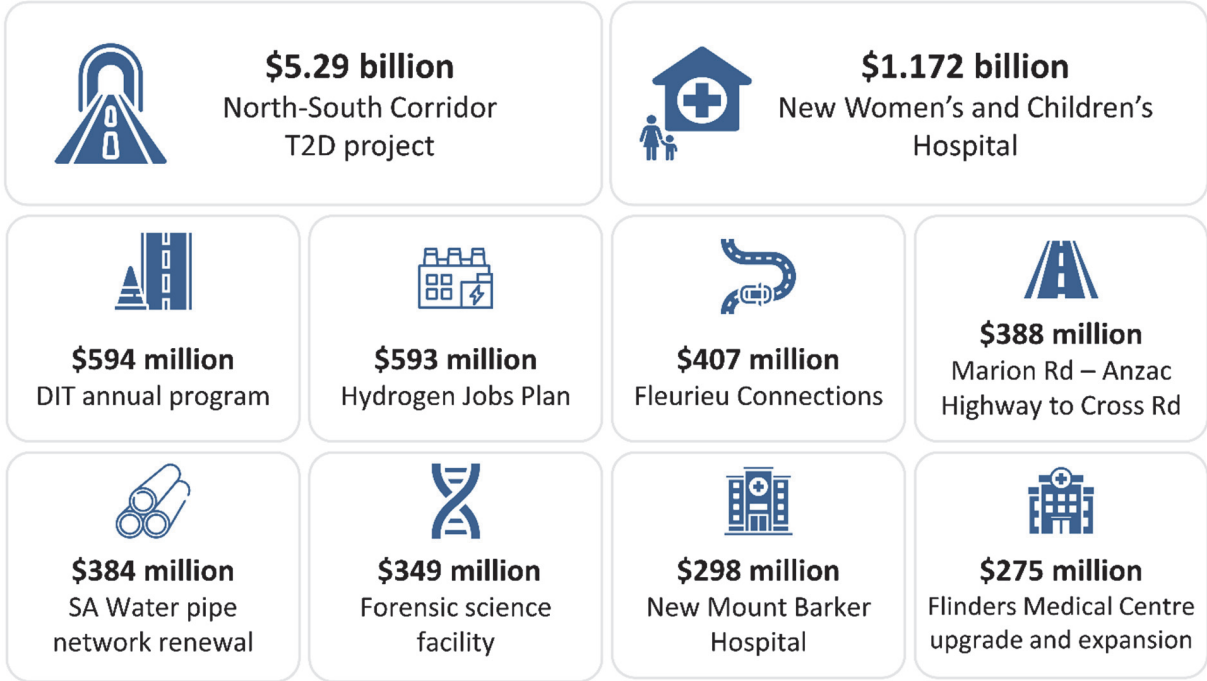 $5.29 billion
North-South Corridor
T2D project
$1.172 billion
New Women’s and Children’s
Hospital
$594 million
DIT annual program
$593 million
Hydrogen Jobs Plan
$407 million
Fleurieu Connections
$388 million
Marion Rd – Anzac
Highway to Cross Rd
$384 million
SA Water pipe
network renewal
$349 million
Forensic science
facility
$298 million
New Mount Barker
Hospital
$275 million
Flinders Medical Centre
upgrade and expansion